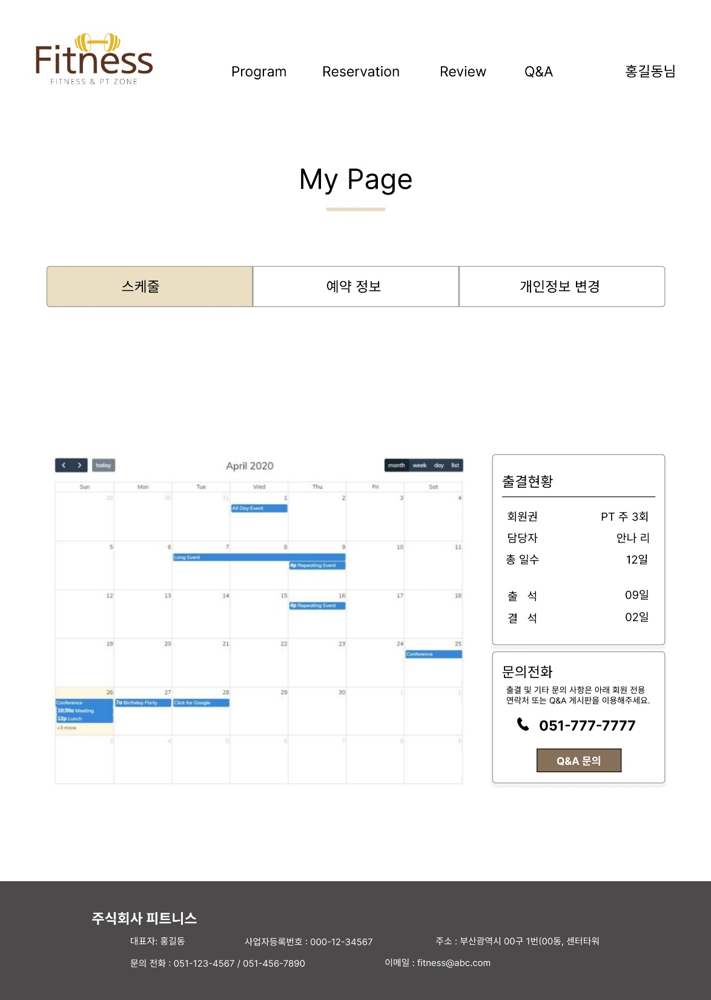 Fitness
FITNESS & PT ZONE
Program Reservation Review Q&A 홍길동님
My Page
스케줄 예약 정보 개인정보 변경
today April 2020 month week day list
Sun Mon Tue Wed Thu Fri Sat
29 30 31 1 2 3 4
All Day Event
5 6 7 8 9 10 11
Long Event
4p Repeating Event
12 13 14 15 16 17 18
4p Repeating Event
19 20 21 22 23 24 25
Conference
26 27 28 29 30 1 2
Conference 7a Birthday Party Click for Google
10:30a Meeting
12p Lunch
+3 more
3 4 5 6 7 8 9
출결현황
회원권 PT 주 3회
담당자 안나 리
총 일수 12일
출 석 09일
결 석 02일
문의전화
출결 및 기타 문의 사항은 아래 회원 전용
연락처 또는 Q&A 게시판을 이용해주세요.
051-777-7777
Q&A 문의
주식회사 피트니스
대표자: 홍길동 사업자등록번호 : 000-12-34567 주소 : 부산광역시 00구 1번(00동, 센터타워
문의 전화 : 051-123-4567 / 051-456-7890 이메일 : fitness@abc.com